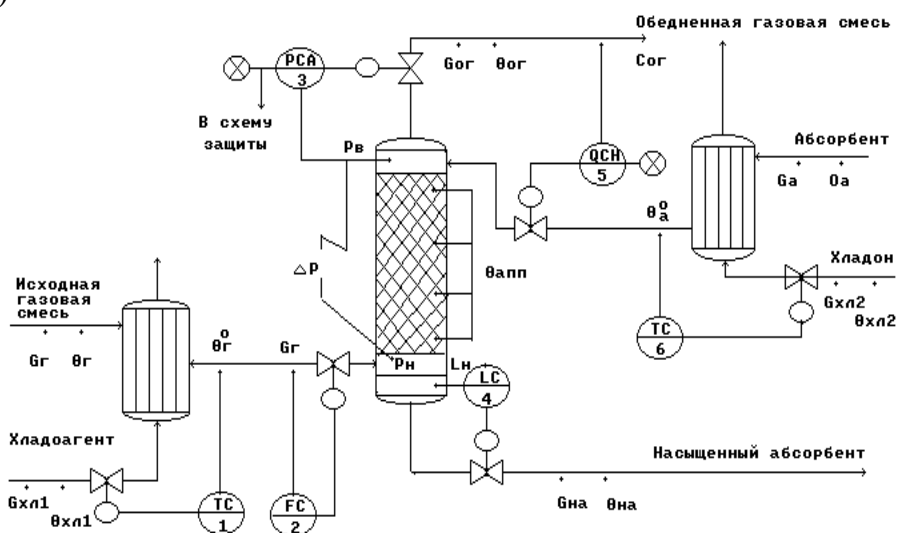 )
Обедненная газовая смесь
Gог
θог
Cог
PCA
3
В схему
защиты
Pв
QCH
5
Абсорбент
Ga
Oa
θ°a
Хладон
Gхл2
θхл2
TC
6
△P
θапп
Исходная
газовая
смесь
Gг
θг
θ°г
Gг
Pн
Lн
LC
4
Хладоагент
Gхл1
θхл1
TC
1
FC
2
Насыщенный абсорбент
Gна
θна